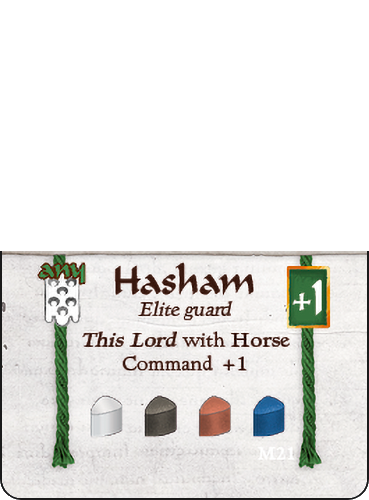 any
Hasham
+1
Elite guard
This Lord with Horse
Command +1
M21